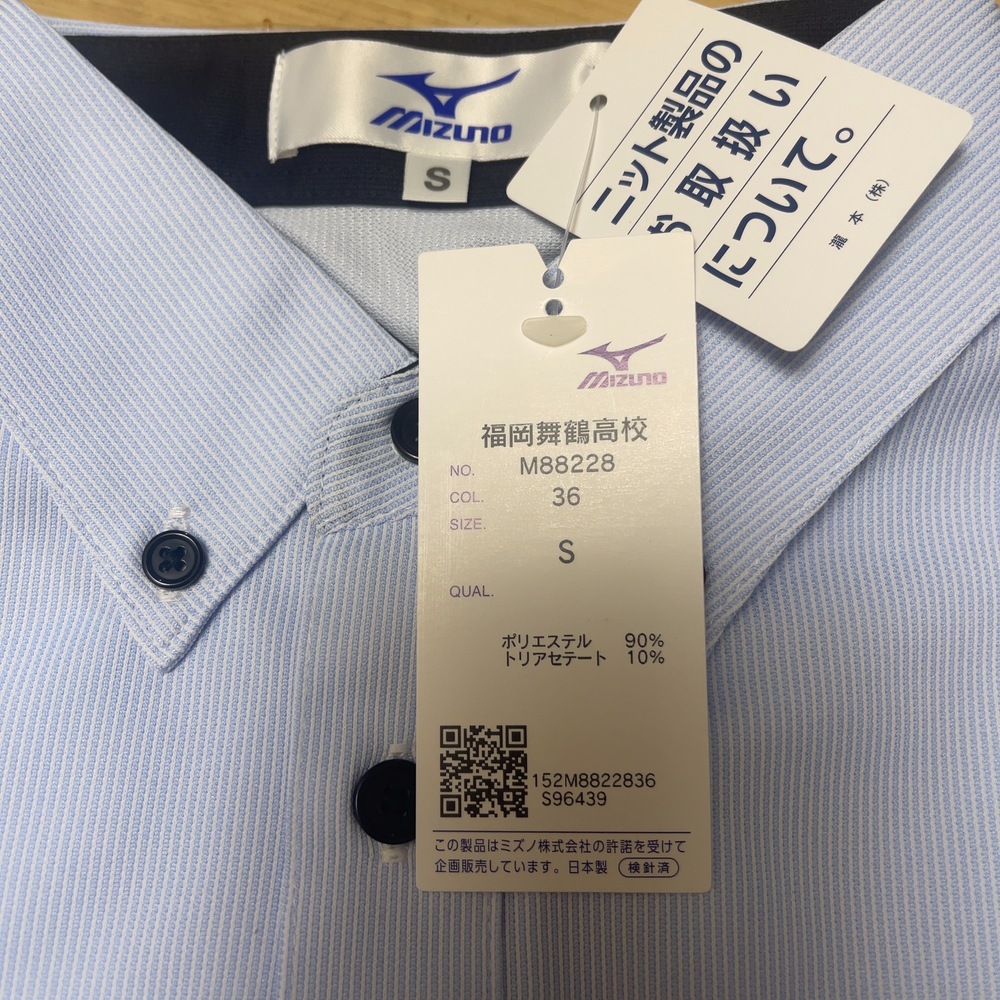 MIZUNO
S
ニット製品の
お取扱い
について。
瀧本(株)
MIZUNO
福岡舞鶴高校
NO. M88228
COL. 36
SIZE.
S
QUAL.
ポリエステル 90%
トリアセテート 10%
152M8822836
S96439
この製品はミズノ株式会社の許諾を受けて
企画販売しています。日本製 検針済